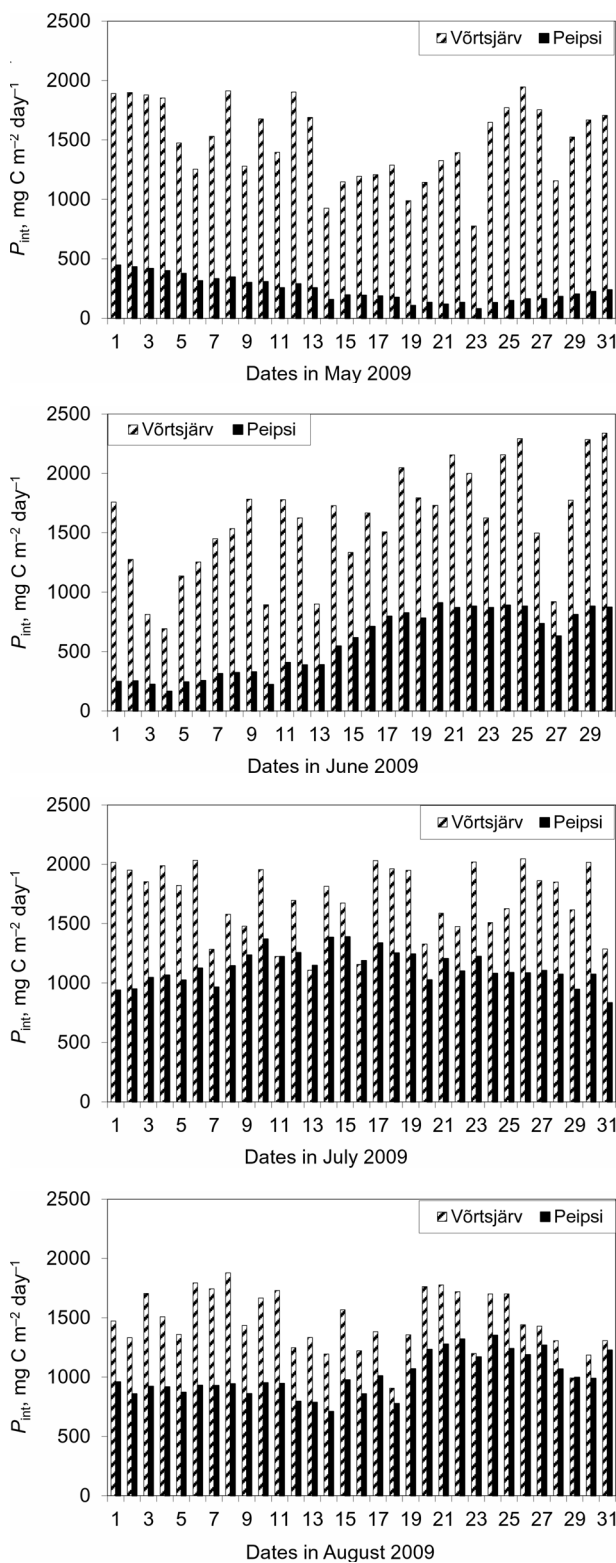 2500
Võrtsjärv Peipsi
2000
1500
1000
500
0
P_int, mg C m⁻² day⁻¹
1 3 5 7 9 11 13 15 17 19 21 23 25 27 29 31
Dates in May 2009
2500
Võrtsjärv Peipsi
2000
1500
1000
500
0
P_int, mg C m⁻² day⁻¹
1 3 5 7 9 11 13 15 17 19 21 23 25 27 29
Dates in June 2009
2500
Võrtsjärv Peipsi
2000
1500
1000
500
0
P_int, mg C m⁻² day⁻¹
1 3 5 7 9 11 13 15 17 19 21 23 25 27 29 31
Dates in July 2009
2500
Võrtsjärv Peipsi
2000
1500
1000
500
0
P_int, mg C m⁻² day⁻¹
1 3 5 7 9 11 13 15 17 19 21 23 25 27 29 31
Dates in August 2009